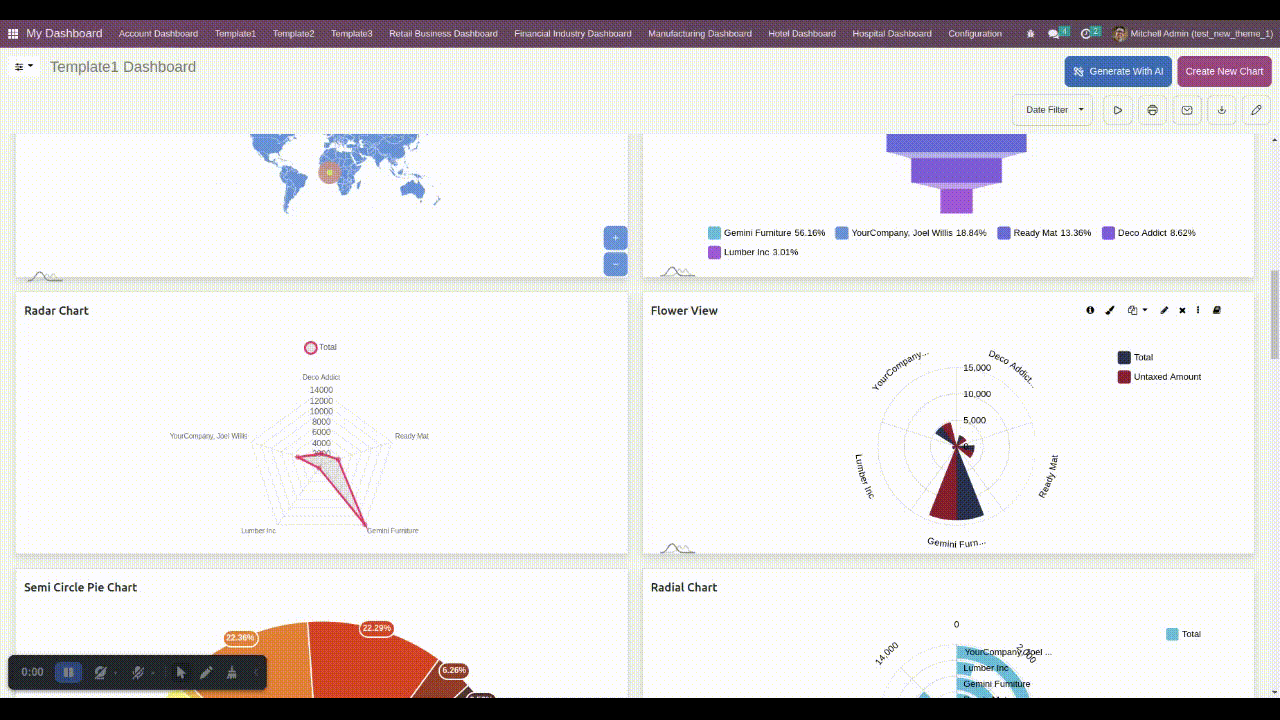 My Dashboard Account Dashboard Template1 Template2 Template3 Retail Business Dashboard Financial Industry Dashboard Manufacturing Dashboard Hotel Dashboard Hospital Dashboard Configuration 4 2 Mitchell Admin (test_new_theme_1)
Template1 Dashboard
Generate With AI Create New Chart
Date Filter
Gemini Furniture 56.16% YourCompany, Joel Willis 18.84% Ready Mat 13.36% Deco Addict 8.62%
Lumber Inc 3.01%
Radar Chart
Total
Deco Addict
14000
12000
10000
8000
6000
4000
2000
YourCompany, Joel Willis
Ready Mat
Lumber Inc
Gemini Furniture
Flower View
Total
Untaxed Amount
YourCompany...
Deco Addict...
15,000
10,000
5,000
0
Lumber Inc
Ready Mat
Gemini Furn...
Semi Circle Pie Chart
22.36%
22.29%
6.26%
Radial Chart
Total
0
2,000
14,000
YourCompany, Joel ...
Lumber Inc
Gemini Furniture
0:00